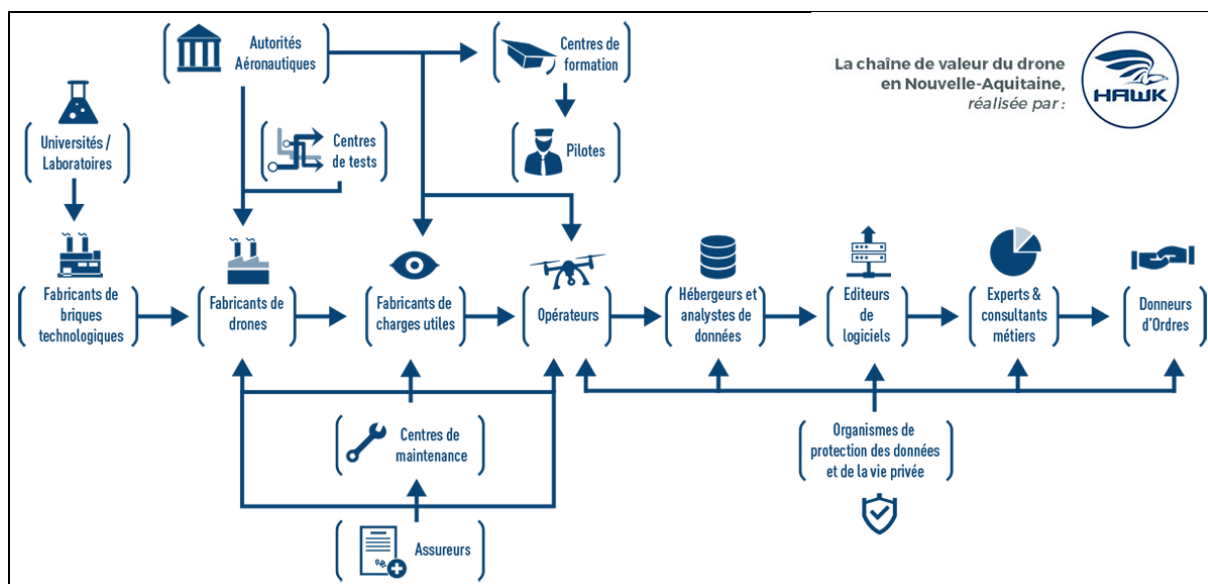 Autorités
Aéronautiques
Centres de
formation
La chaîne de valeur du drone
en Nouvelle-Aquitaine,
réalisée par :
HAWK
Universités /
Laboratoires
Centres
de tests
Pilotes
Fabricants de
briques
technologiques
Fabricants de
drones
Fabricants de
charges utiles
Opérateurs
Hébergeurs et
analystes de
données
Editeurs
de
logiciels
Experts &
consultants
métiers
Donneurs
d'Ordres
Centres de
maintenance
Organismes de
protection des données
et de la vie privée
Assureurs